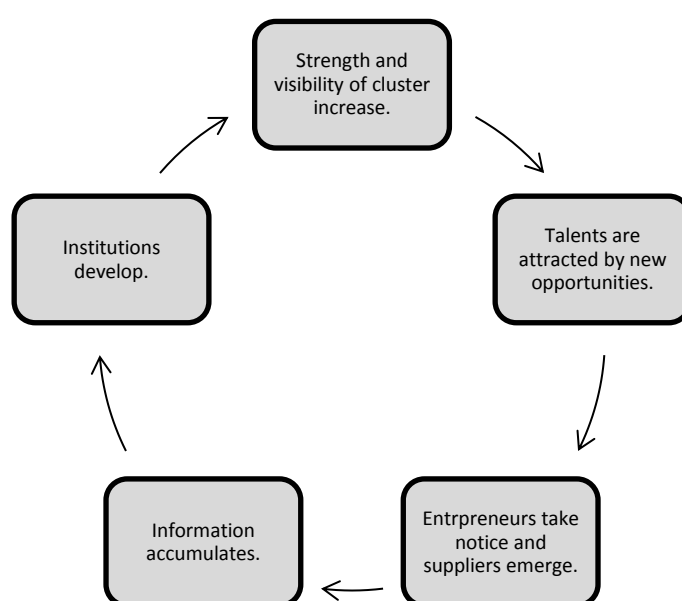 Strength and
visibility of cluster
increase.
Talents are
attracted by new
opportunities.
Entrpreneurs take
notice and
suppliers emerge.
Information
accumulates.
Institutions
develop.